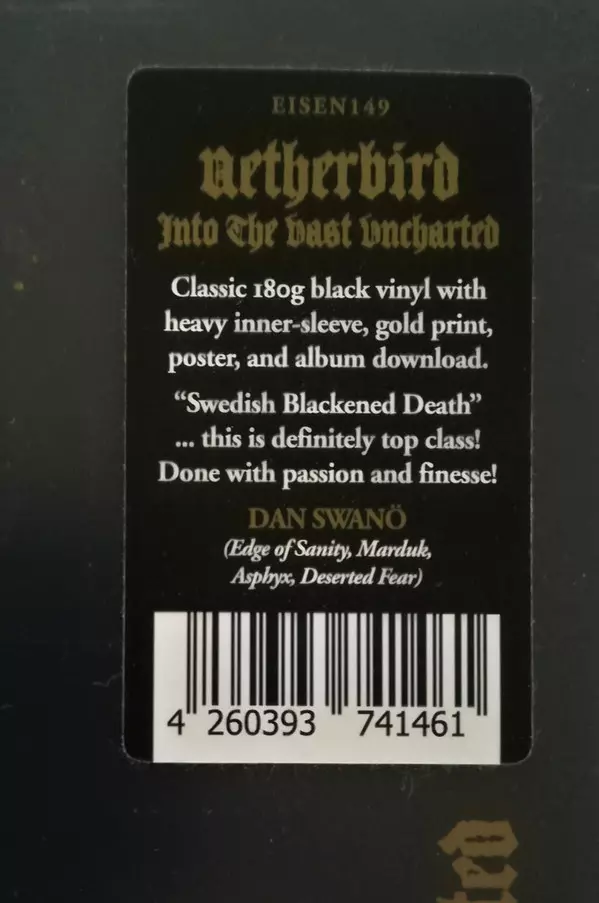 EISEN149
Netherbird
Into The Vast Uncharted
Classic 180g black vinyl with
heavy inner-sleeve, gold print,
poster, and album download.
“Swedish Blackened Death”
... this is definitely top class!
Done with passion and finesse!
DAN SWANÖ
(Edge of Sanity, Marduk,
Asphyx, Deserted Fear)
4 260393 741461